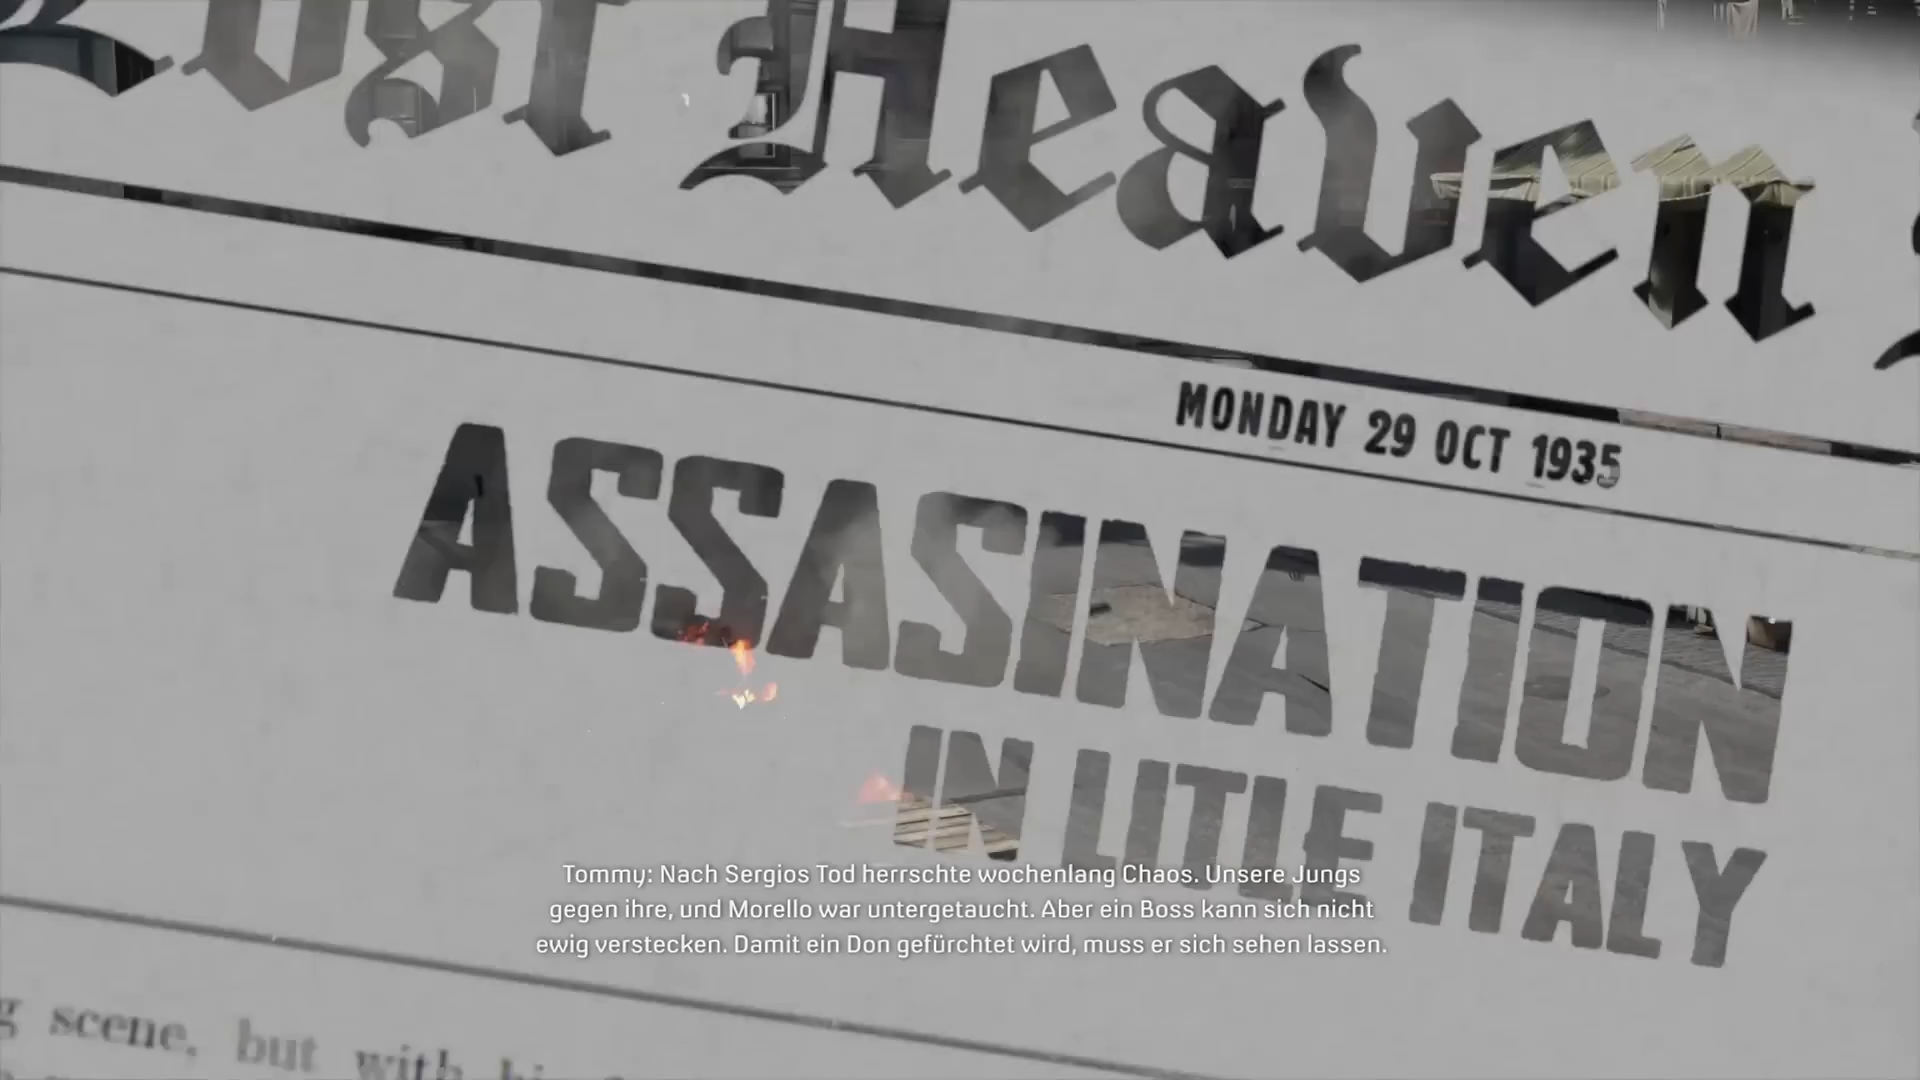 Lost Heaven
MONDAY 29 OCT 1935
ASSASINATION
IN LITLE ITALY
Tommy: Nach Sergios Tod herrschte wochenlang Chaos. Unsere Jungs
gegen ihre, und Morello war untergetaucht. Aber ein Boss kann sich nicht
ewig verstecken. Damit ein Don gefürchtet wird, muss er sich sehen lassen.
scene, but with